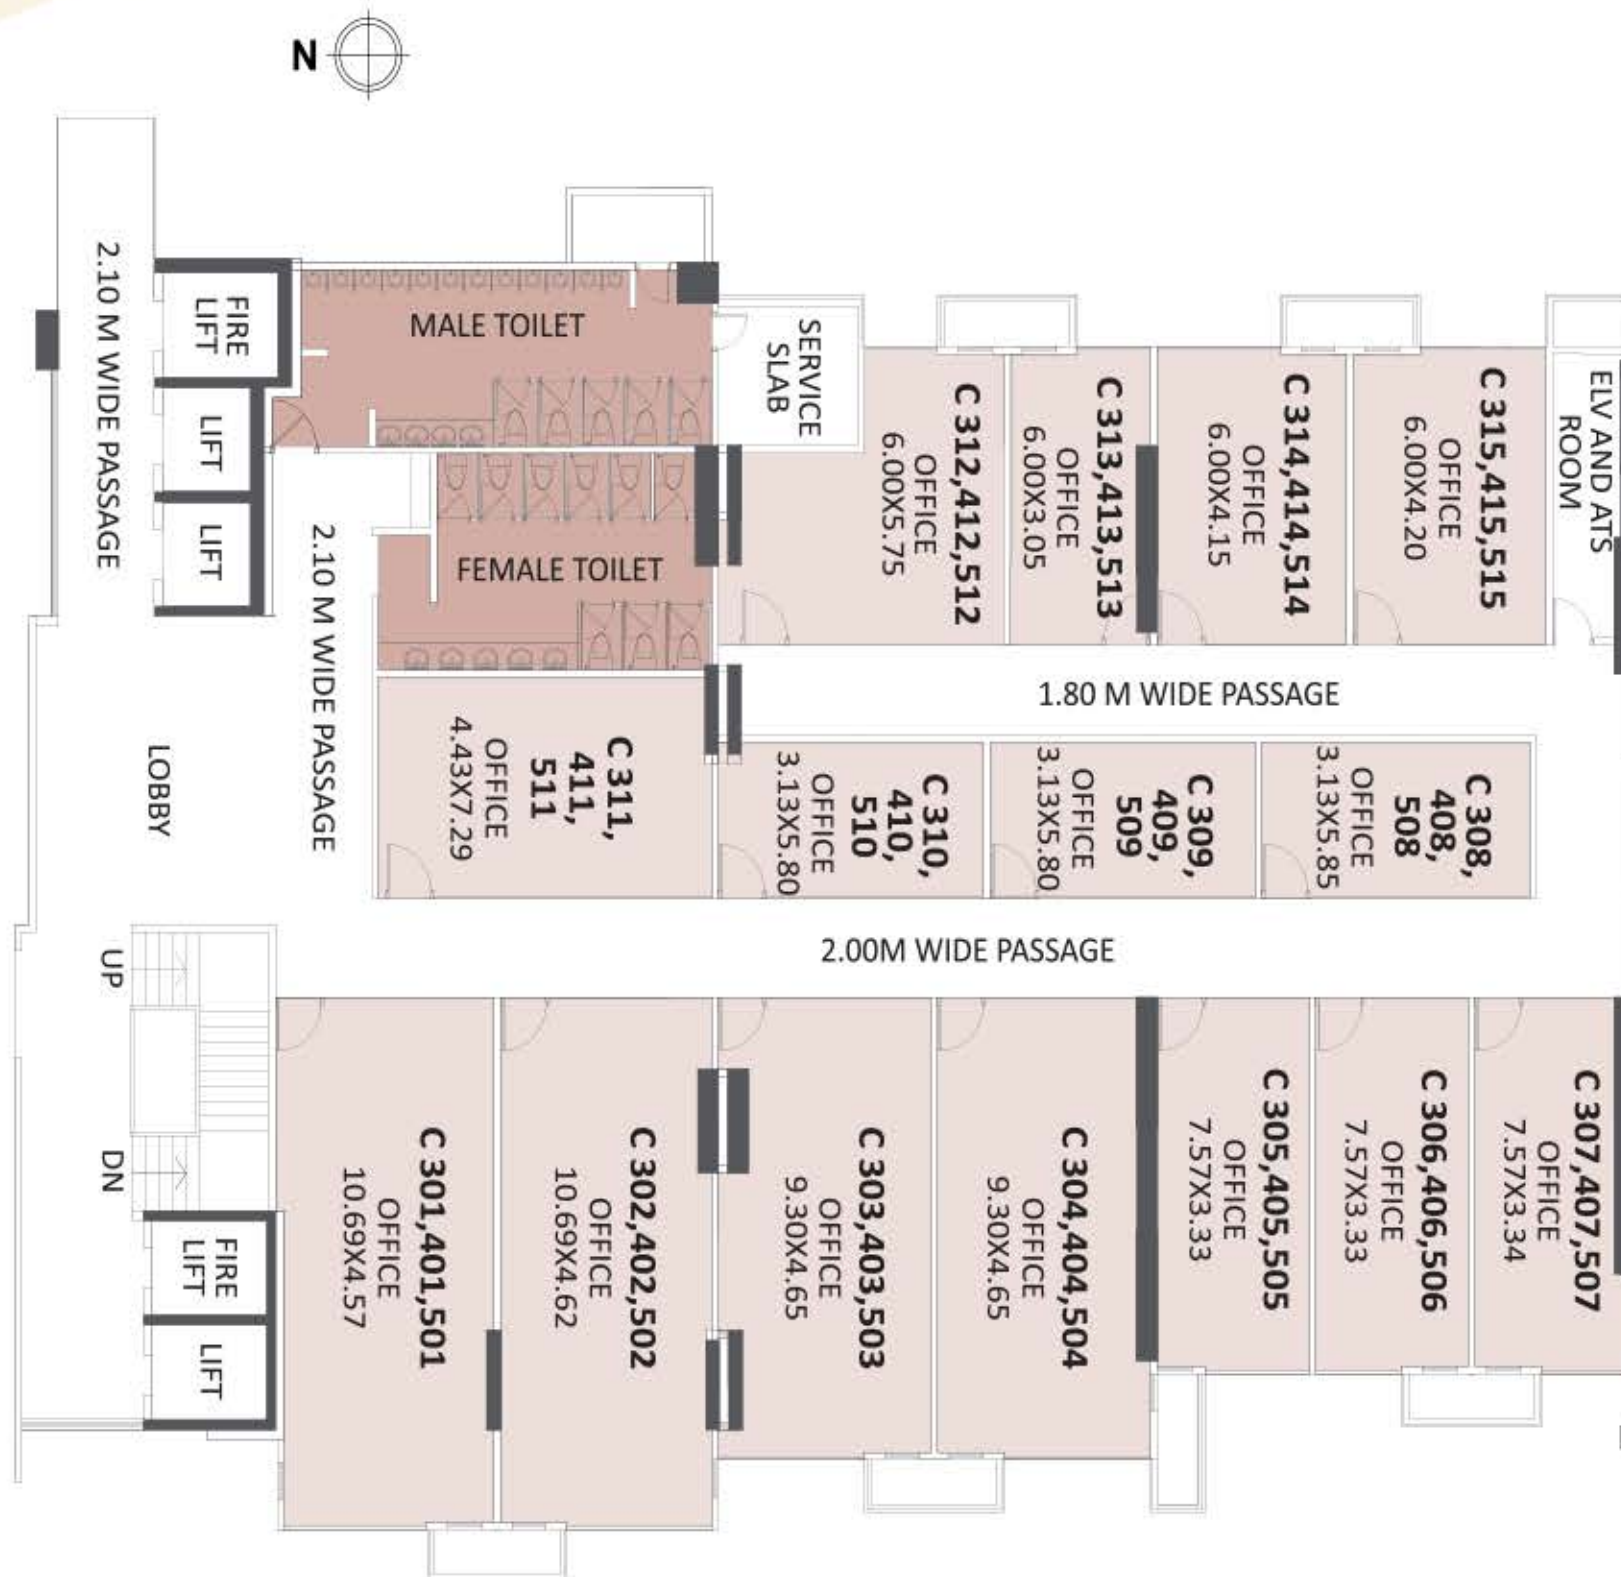 N
2.10 M WIDE PASSAGE
FIRE
LIFT
LIFT
LIFT
MALE TOILET
FEMALE TOILET
2.10 M WIDE PASSAGE
SERVICE
SLAB
C 312,412,512
OFFICE
6.00X5.75
C 313,413,513
OFFICE
6.00X3.05
C 314,414,514
OFFICE
6.00X4.15
C 315,415,515
OFFICE
6.00X4.20
ELV AND ATS
ROOM
1.80 M WIDE PASSAGE
LOBBY
C 311,
411,
511
OFFICE
4.43X7.29
C 310,
410,
510
OFFICE
3.13X5.80
C 309,
409,
509
OFFICE
3.13X5.80
C 308,
408,
508
OFFICE
3.13X5.85
2.00M WIDE PASSAGE
UP
DN
FIRE
LIFT
LIFT
C 301,401,501
OFFICE
10.69X4.57
C 302,402,502
OFFICE
10.69X4.62
C 303,403,503
OFFICE
9.30X4.65
C 304,404,504
OFFICE
9.30X4.65
C 305,405,505
OFFICE
7.57X3.33
C 306,406,506
OFFICE
7.57X3.33
C 307,407,507
OFFICE
7.57X3.34